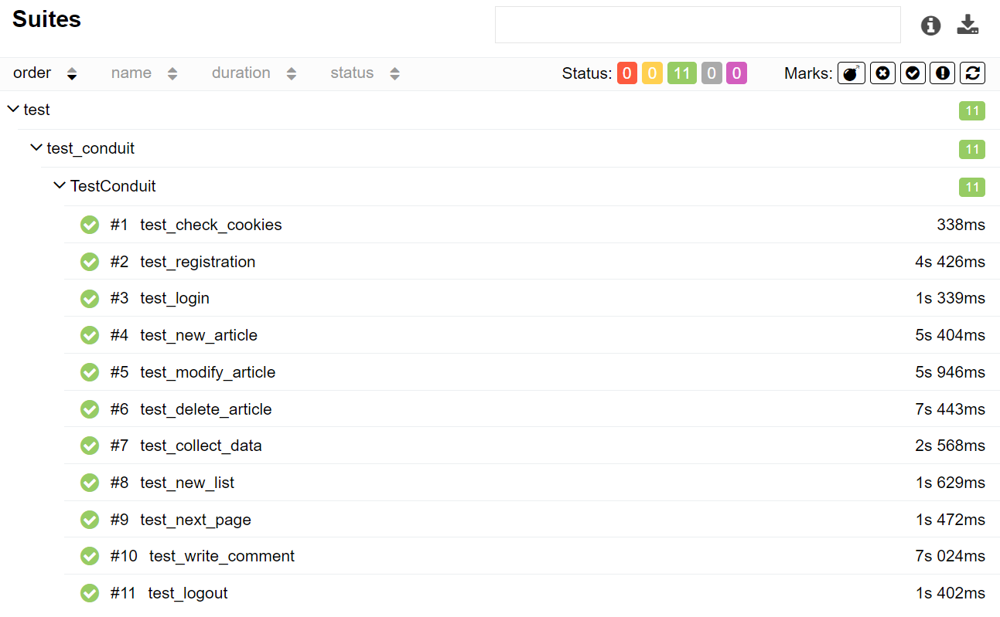 Suites
order name duration status Status: 0 0 11 0 0 Marks:
test 11
test_conduit 11
TestConduit 11
#1 test_check_cookies 338ms
#2 test_registration 4s 426ms
#3 test_login 1s 339ms
#4 test_new_article 5s 404ms
#5 test_modify_article 5s 946ms
#6 test_delete_article 7s 443ms
#7 test_collect_data 2s 568ms
#8 test_new_list 1s 629ms
#9 test_next_page 1s 472ms
#10 test_write_comment 7s 024ms
#11 test_logout 1s 402ms